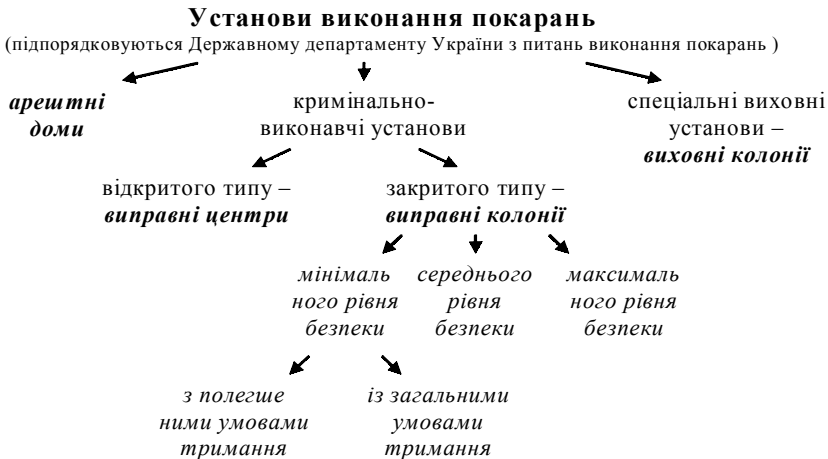 Установи виконання покарань
(підпорядковуються Державному департаменту України з питань виконання покарань )
арештні
доми
кримінально-
виконавчі установи
спеціальні виховні
установи –
виховні колонії
відкритого типу –
виправні центри
закритого типу –
виправні колонії
мінімаль
ного рівня
безпеки
середнього
рівня
безпеки
максималь
ного рівня
безпеки
з полегше
ними умовами
тримання
із загальними
умовами
тримання